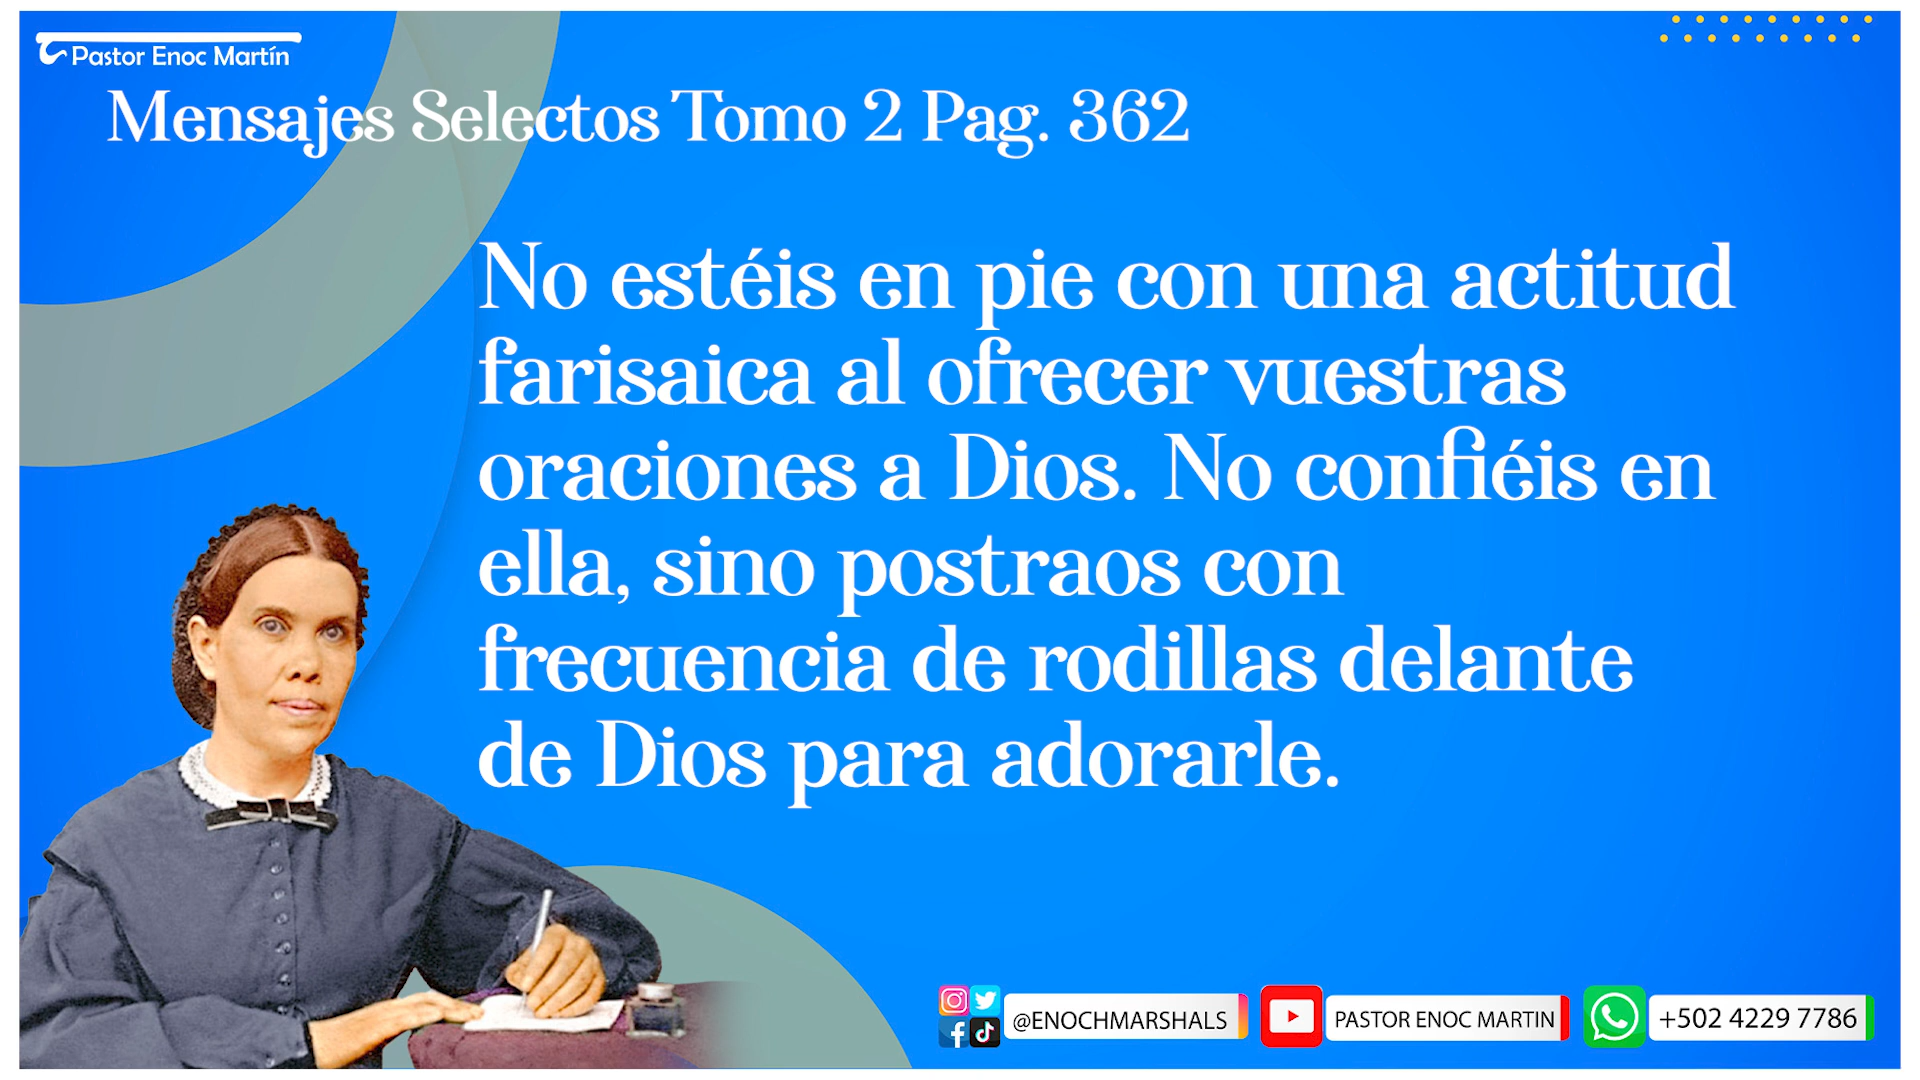 Pastor Enoc Martín
Mensajes Selectos Tomo 2 Pag. 362
No estéis en pie con una actitud
farisaica al ofrecer vuestras
oraciones a Dios. No confiéis en
ella, sino postraos con
frecuencia de rodillas delante
de Dios para adorarle.
@ENOCHMARSHALS
PASTOR ENOC MARTIN
+502 4229 7786